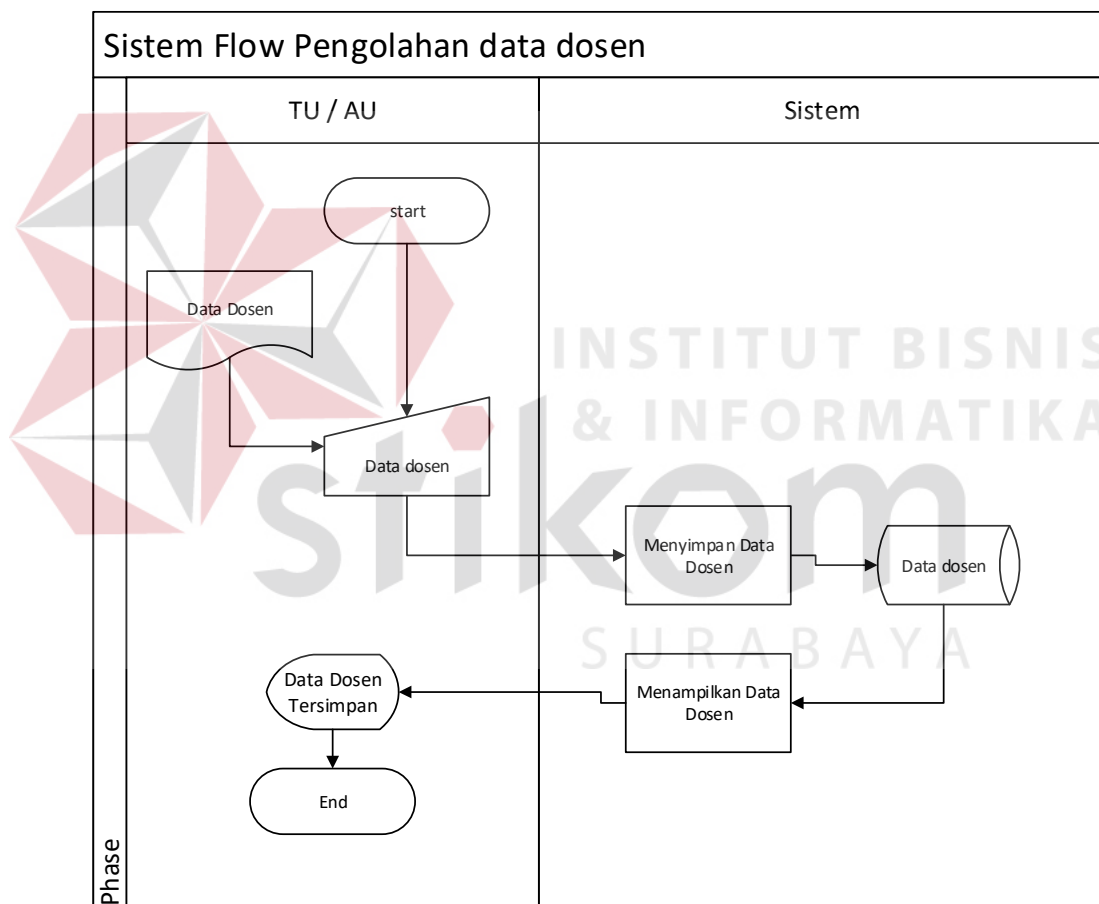 Sistem Flow Pengolahan data dosen
TU / AU
Sistem
start
Data Dosen
Data dosen
Menyimpan Data
Dosen
Data dosen
Data Dosen
Tersimpan
Menampilkan Data
Dosen
End
Phase
INSTITUT BISNIS
& INFORMATIKA
stikom
SURABAYA